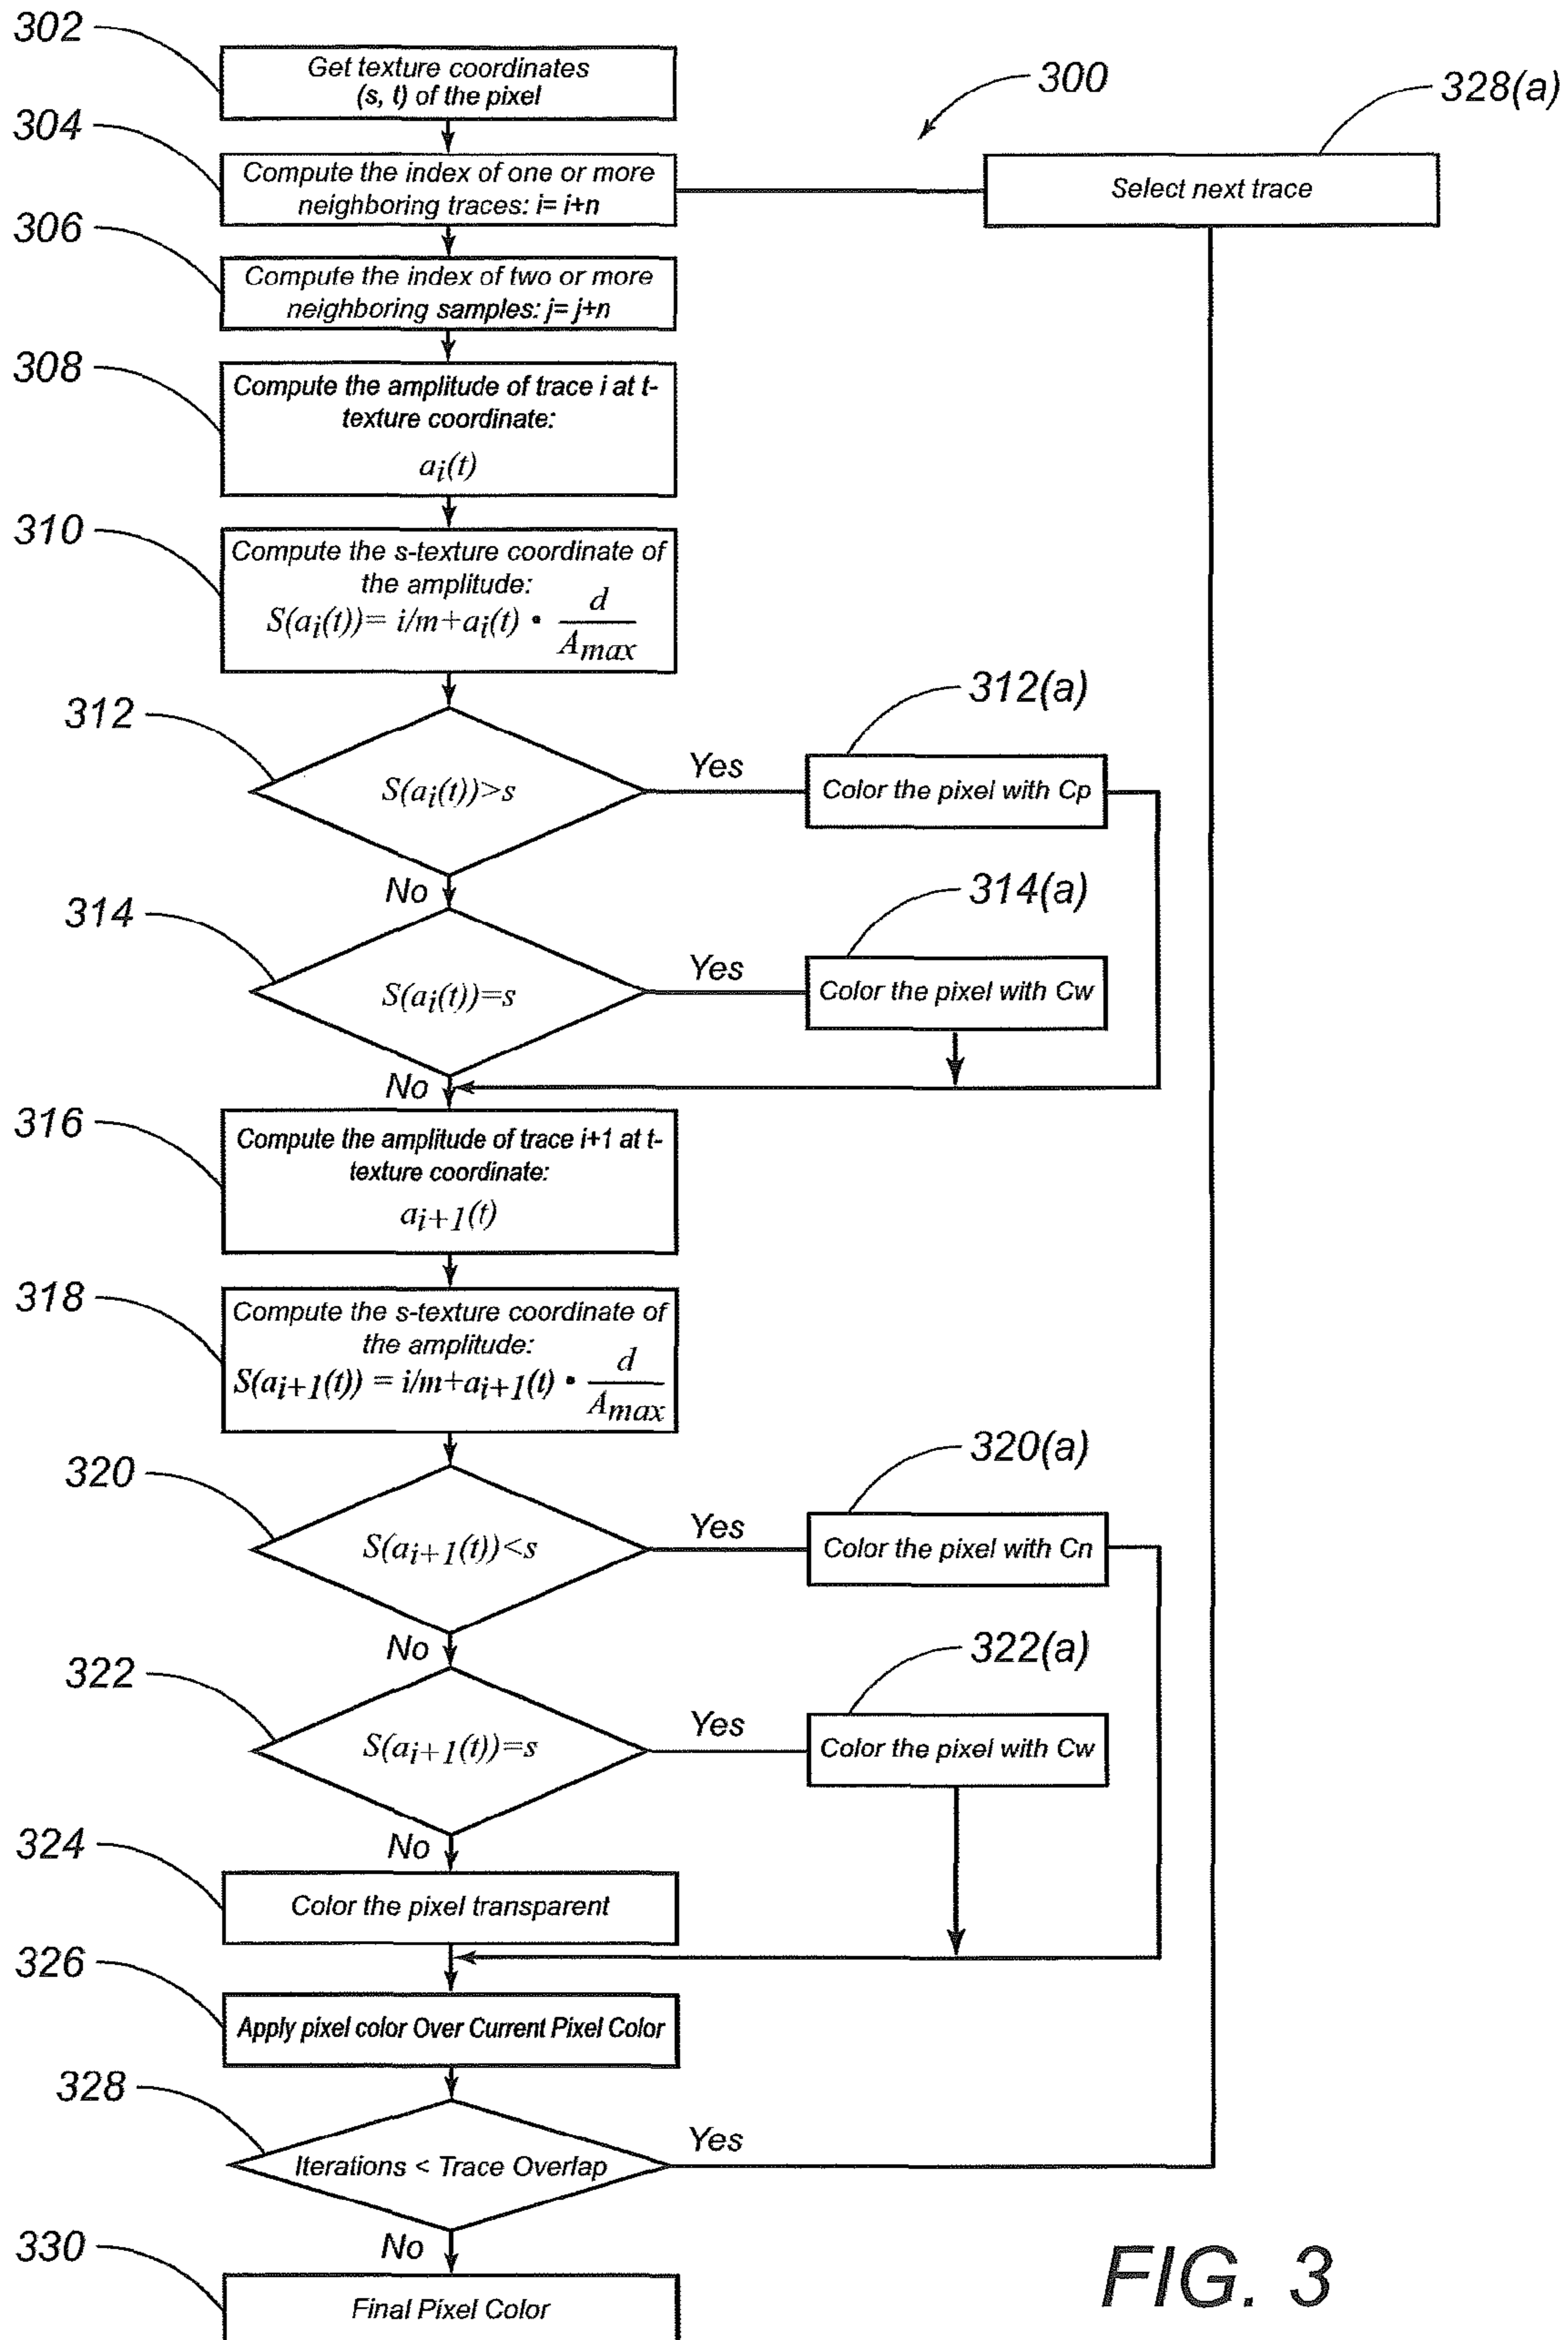 302
Get texture coordinates
(s, t) of the pixel
300
328(a)
304
Compute the index of one or more
neighboring traces: i= i+n
Select next trace
306
Compute the index of two or more
neighboring samples: j= j+n
308
Compute the amplitude of trace i at t-
texture coordinate:
ai(t)
310
Compute the s-texture coordinate of
the amplitude:
S(ai(t))= i/m+ai(t) • d
Amax
312
S(ai(t))>s
Yes
312(a)
Color the pixel with Cp
No
314
S(ai(t))=s
Yes
314(a)
Color the pixel with Cw
No
316
Compute the amplitude of trace i+1 at t-
texture coordinate:
ai+1(t)
318
Compute the s-texture coordinate of
the amplitude:
S(ai+1(t)) = i/m+ai+1(t) • d
Amax
320
S(ai+1(t))<s
Yes
320(a)
Color the pixel with Cn
No
322
S(ai+1(t))=s
Yes
322(a)
Color the pixel with Cw
No
324
Color the pixel transparent
326
Apply pixel color Over Current Pixel Color
328
Iterations < Trace Overlap
Yes
No
330
Final Pixel Color
FIG. 3